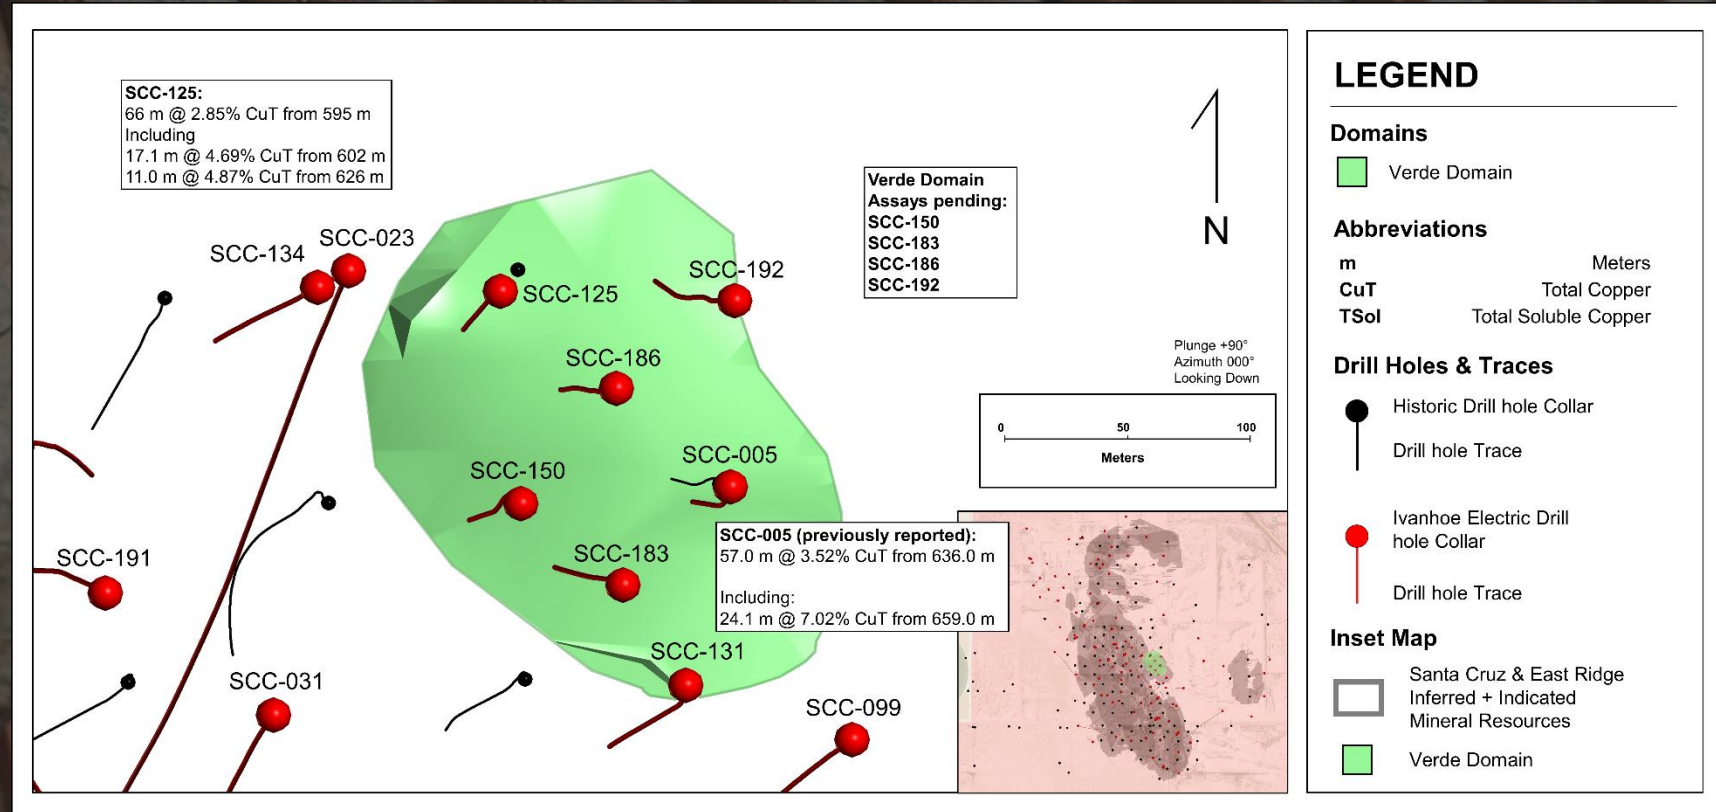 SCC-125:
66 m @ 2.85% CuT from 595 m
Including
17.1 m @ 4.69% CuT from 602 m
11.0 m @ 4.87% CuT from 626 m
Verde Domain
Assays pending:
SCC-150
SCC-183
SCC-186
SCC-192
N
SCC-134
SCC-023
SCC-125
SCC-192
SCC-186
Plunge +90°
Azimuth 000°
Looking Down
0 50 100
Meters
SCC-150
SCC-005
SCC-005 (previously reported):
57.0 m @ 3.52% CuT from 636.0 m
Including:
24.1 m @ 7.02% CuT from 659.0 m
SCC-191
SCC-183
SCC-131
SCC-031
SCC-099
LEGEND
Domains
Verde Domain
Abbreviations
m Meters
CuT Total Copper
TSol Total Soluble Copper
Drill Holes & Traces
Historic Drill hole Collar
Drill hole Trace
Ivanhoe Electric Drill
hole Collar
Drill hole Trace
Inset Map
Santa Cruz & East Ridge
Inferred + Indicated
Mineral Resources
Verde Domain